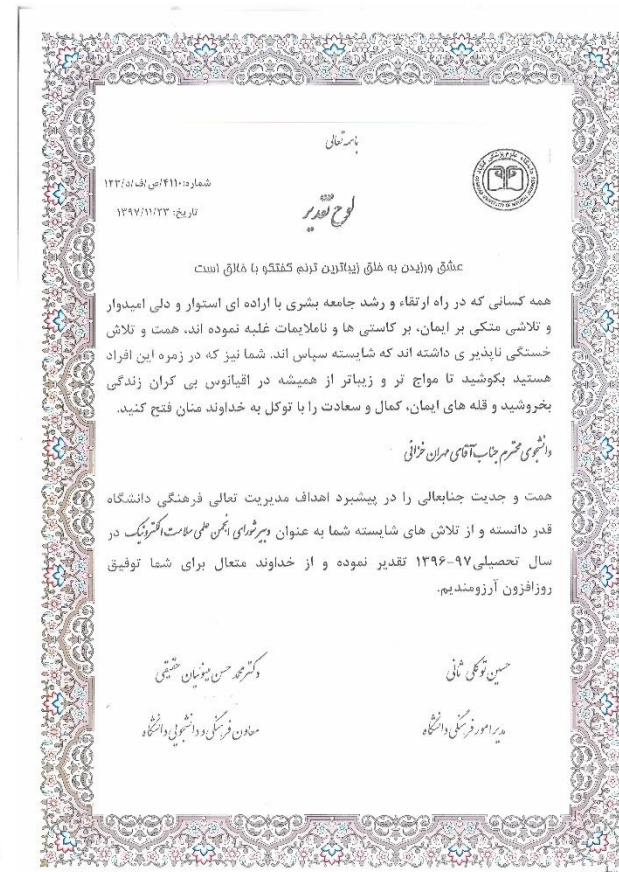 باسمه تعالی
شماره: ۴۱۱۰/ص/ف/د/۱۲۳
تاریخ: ۱۳۹۷/۱۱/۲۳
لوح تقدیر
عشق ورزیدن به خلق زیباترین ترنم گفتگو با خالق است
همه کسانی که در راه ارتقاء و رشد جامعه بشری با اراده ای استوار و دلی امیدوار
و تلاشی متکی بر ایمان، بر کاستی ها و ناملایمات غلبه نموده اند، همت و تلاش
خستگی ناپذیر ی داشته اند که شایسته سپاس اند. شما نیز که در زمره این افراد
هستید بکوشید تا مواج تر و زیباتر از همیشه در اقیانوس بی کران زندگی
بخروشید و قله های ایمان، کمال و سعادت را با توکل به خداوند منان فتح کنید.
دانشجوی محترم جناب آقای مهران خزائی
همت و جدیت جنابعالی را در پیشبرد اهداف مدیریت تعالی فرهنگی دانشگاه
قدر دانسته و از تلاش های شایسته شما به عنوان دبیر شورای انجمن علمی سلامت الکترونیک در
سال تحصیلی ۹۷-۱۳۹۶ تقدیر نموده و از خداوند متعال برای شما توفیق
روزافزون آرزومندیم.
حسین توکلی ثانی
مدیر امور فرهنگی دانشگاه
دکتر محمد حسن مینونیان حقیقی
معاون فرهنگی و دانشجویی دانشگاه